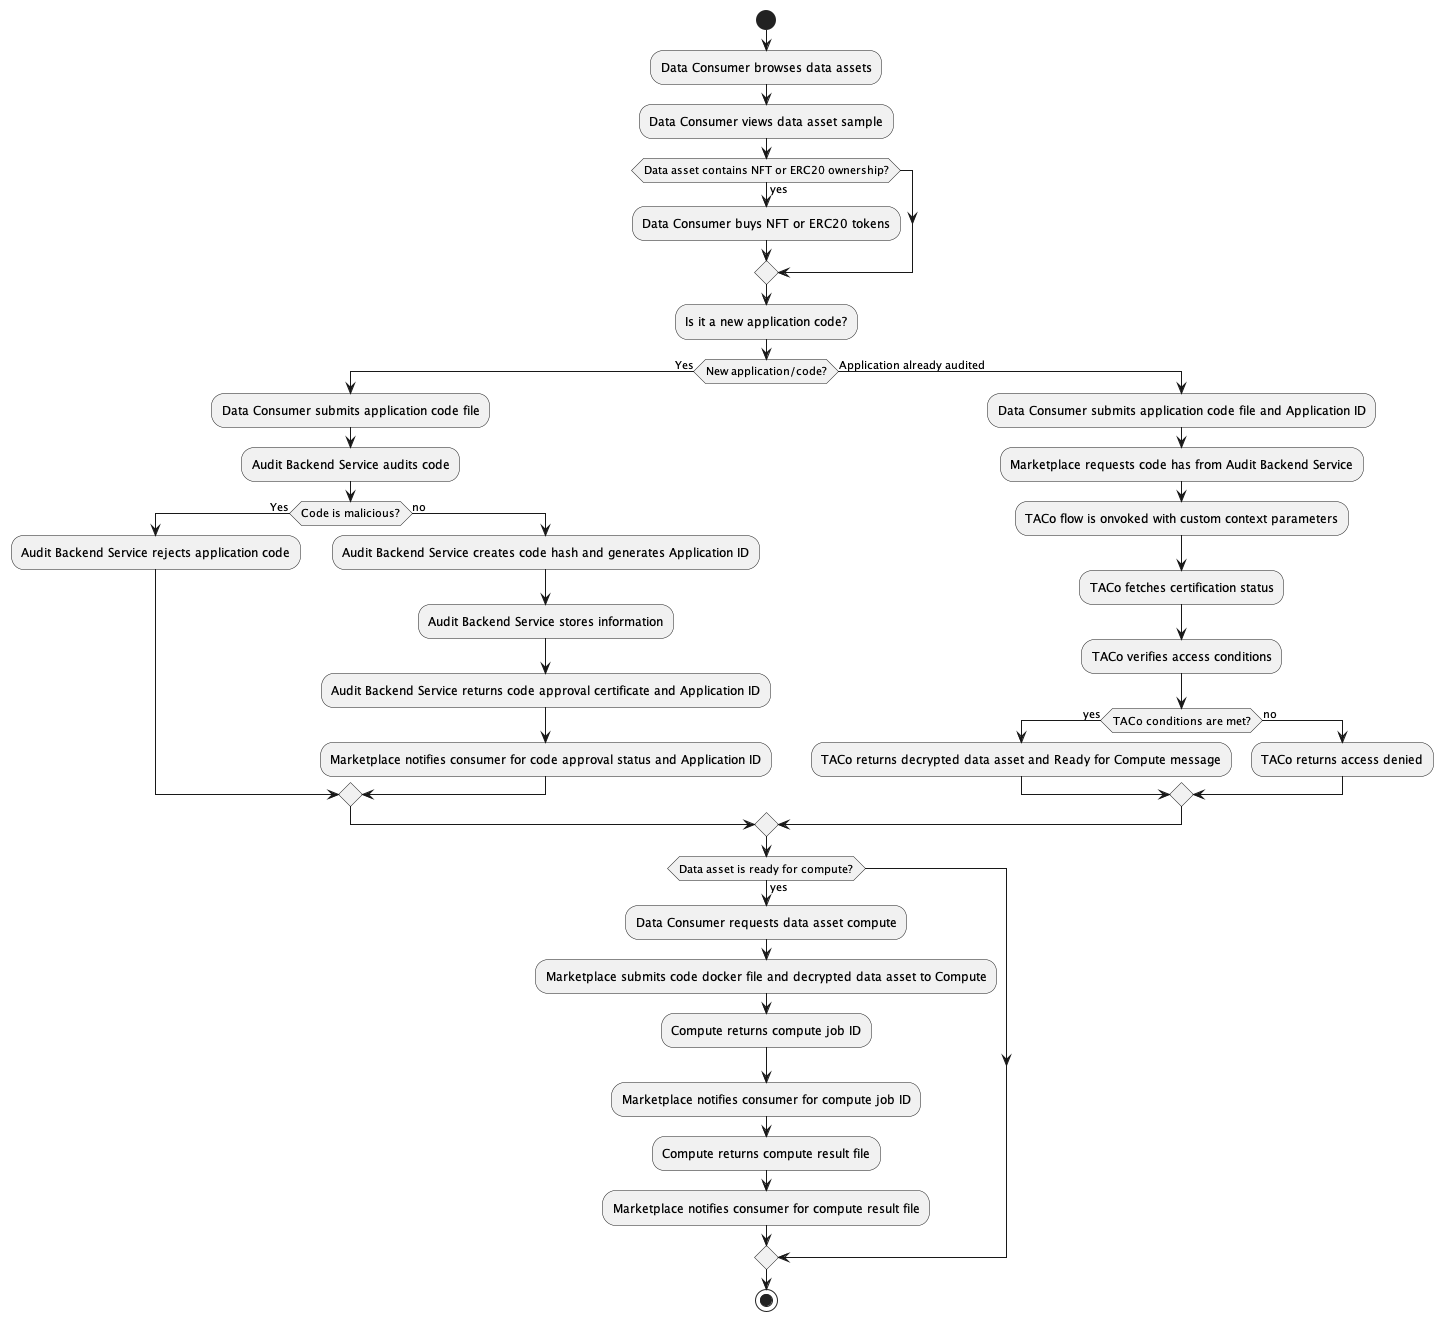 Data Consumer browses data assets
Data Consumer views data asset sample
Data asset contains NFT or ERC20 ownership?
yes
Data Consumer buys NFT or ERC20 tokens
Is it a new application code?
Yes
New application/code?
Application already audited
Data Consumer submits application code file
Audit Backend Service audits code
Yes
Code is malicious?
no
Audit Backend Service rejects application code
Audit Backend Service creates code hash and generates Application ID
Audit Backend Service stores information
Audit Backend Service returns code approval certificate and Application ID
Marketplace notifies consumer for code approval status and Application ID
Data Consumer submits application code file and Application ID
Marketplace requests code has from Audit Backend Service
TACo flow is onvoked with custom context parameters
TACo fetches certification status
TACo verifies access conditions
yes
TACo conditions are met?
no
TACo returns decrypted data asset and Ready for Compute message
TACo returns access denied
Data asset is ready for compute?
yes
Data Consumer requests data asset compute
Marketplace submits code docker file and decrypted data asset to Compute
Compute returns compute job ID
Marketplace notifies consumer for compute job ID
Compute returns compute result file
Marketplace notifies consumer for compute result file